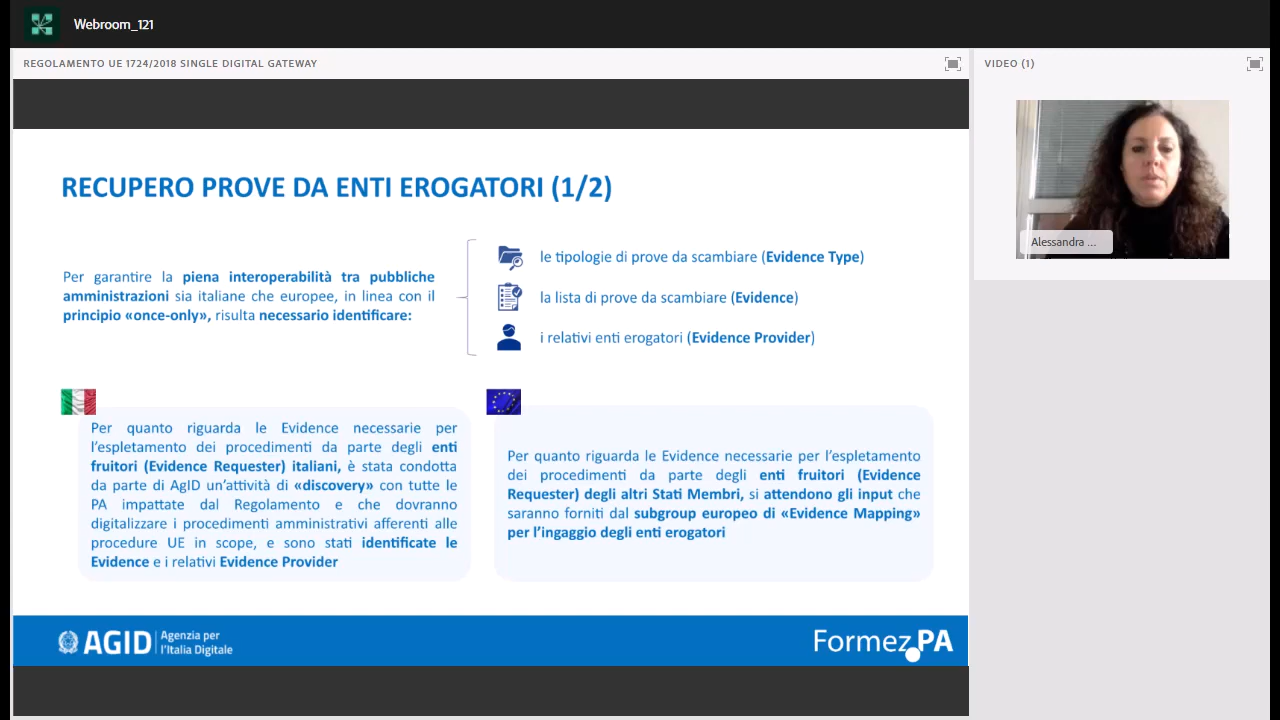 Webroom_121
REGOLAMENTO UE 1724/2018 SINGLE DIGITAL GATEWAY
VIDEO (1)
Alessandra ...
RECUPERO PROVE DA ENTI EROGATORI (1/2)
Per garantire la piena interoperabilità tra pubbliche
amministrazioni sia italiane che europee, in linea con il
principio «once-only», risulta necessario identificare:
le tipologie di prove da scambiare (Evidence Type)
la lista di prove da scambiare (Evidence)
i relativi enti erogatori (Evidence Provider)
Per quanto riguarda le Evidence necessarie per
l'espletamento dei procedimenti da parte degli enti
fruitori (Evidence Requester) italiani, è stata condotta
da parte di AgID un'attività di «discovery» con tutte le
PA impattate dal Regolamento e che dovranno
digitalizzare i procedimenti amministrativi afferenti alle
procedure UE in scope, e sono stati identificate le
Evidence e i relativi Evidence Provider
Per quanto riguarda le Evidence necessarie per l'espletamento
dei procedimenti da parte degli enti fruitori (Evidence
Requester) degli altri Stati Membri, si attendono gli input che
saranno forniti dal subgroup europeo di «Evidence Mapping»
per l'ingaggio degli enti erogatori
AGID
Agenzia per
l'Italia Digitale
Formez PA